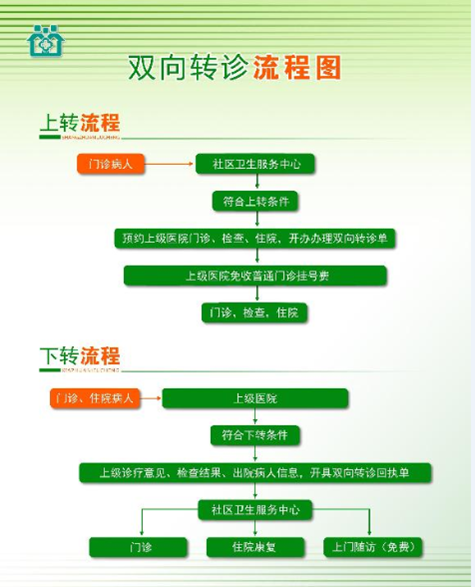 双向转诊流程图
上转流程
门诊病人
社区卫生服务中心
符合上转条件
预约上级医院门诊、检查、住院，开办办理双向转诊单
上级医院免收普通门诊挂号费
门诊，检查，住院
下转流程
门诊、住院病人
上级医院
符合下转条件
上级诊疗意见、检查结果、出院病人信息，开具双向转诊回执单
社区卫生服务中心
门诊
住院康复
上门随访（免费）